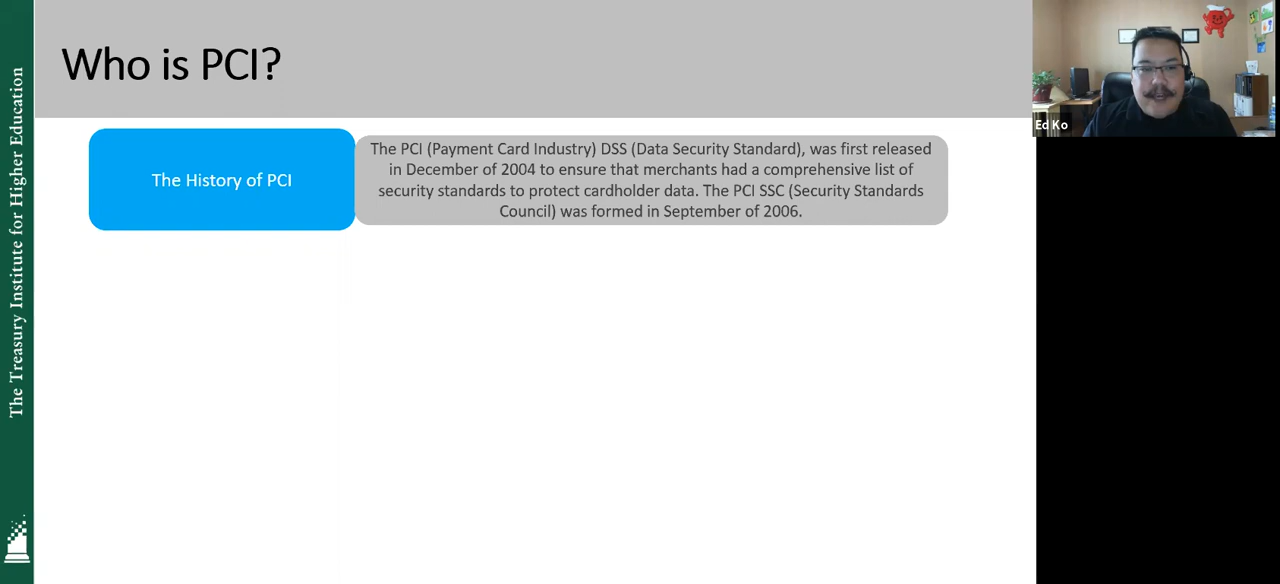 Who is PCI?
The History of PCI
The PCI (Payment Card Industry) DSS (Data Security Standard), was first released
in December of 2004 to ensure that merchants had a comprehensive list of
security standards to protect cardholder data. The PCI SSC (Security Standards
Council) was formed in September of 2006.
The Treasury Institute for Higher Education
Ed Ko